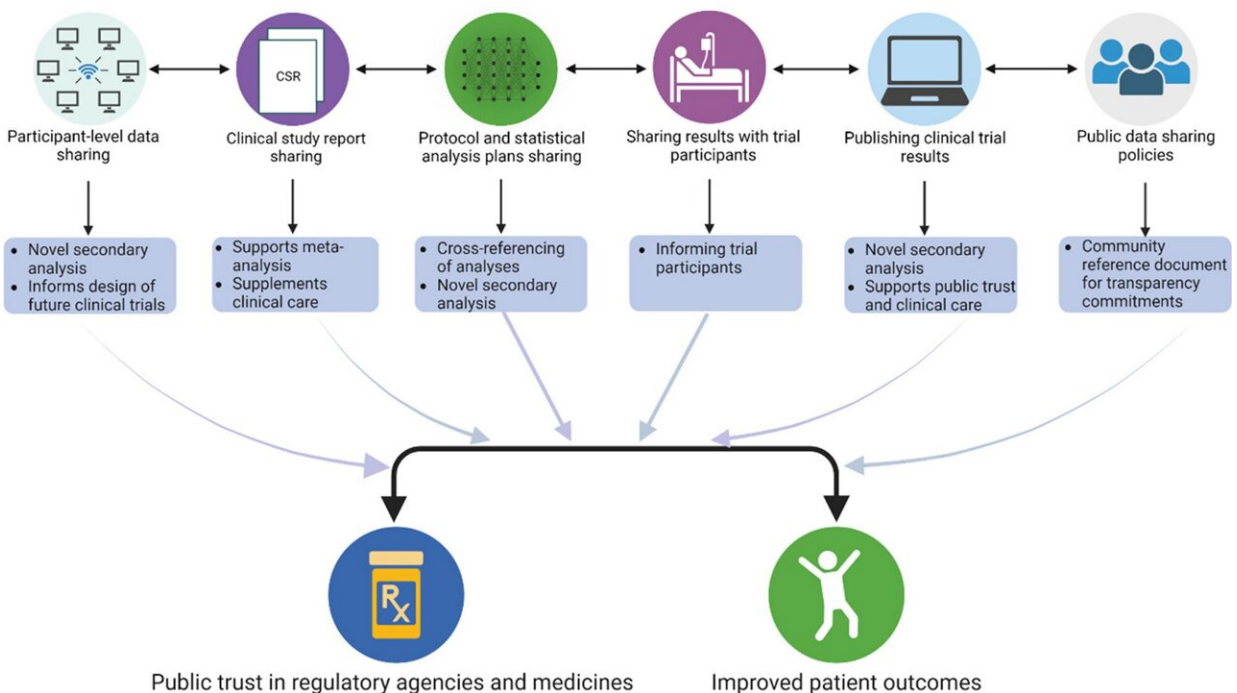 CSR
Participant-level data
sharing
Clinical study report
sharing
Protocol and statistical
analysis plans sharing
Sharing results with trial
participants
Publishing clinical trial
results
Public data sharing
policies
• Novel secondary
analysis
• Informs design of
future clinical trials
• Supports meta-
analysis
• Supplements
clinical care
• Cross-referencing
of analyses
• Novel secondary
analysis
• Informing trial
participants
• Novel secondary
analysis
• Supports public trust
and clinical care
• Community
reference document
for transparency
commitments
Rx
Public trust in regulatory agencies and medicines
Improved patient outcomes